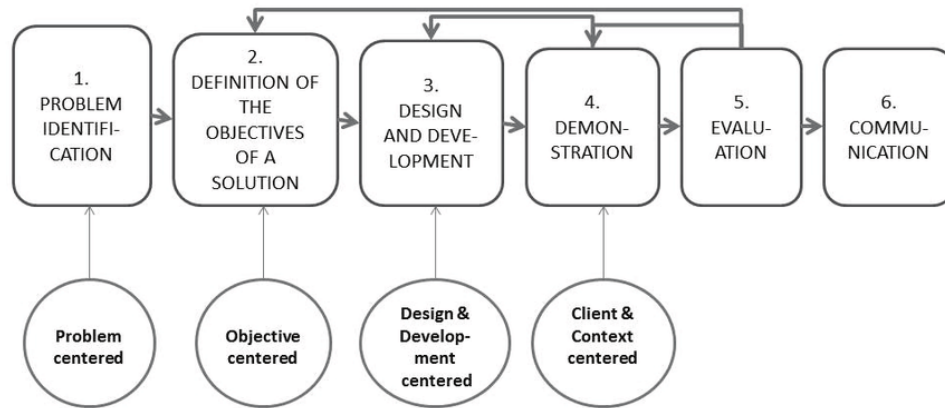 1.
PROBLEM
IDENTIFI-
CATION
2.
DEFINITION OF
THE
OBJECTIVES
OF A
SOLUTION
3.
DESIGN
AND DEVE-
LOPMENT
4.
DEMON-
STRATION
5.
EVALU-
ATION
6.
COMMU-
NICATION
Problem
centered
Objective
centered
Design &
Develop-
ment
centered
Client &
Context
centered